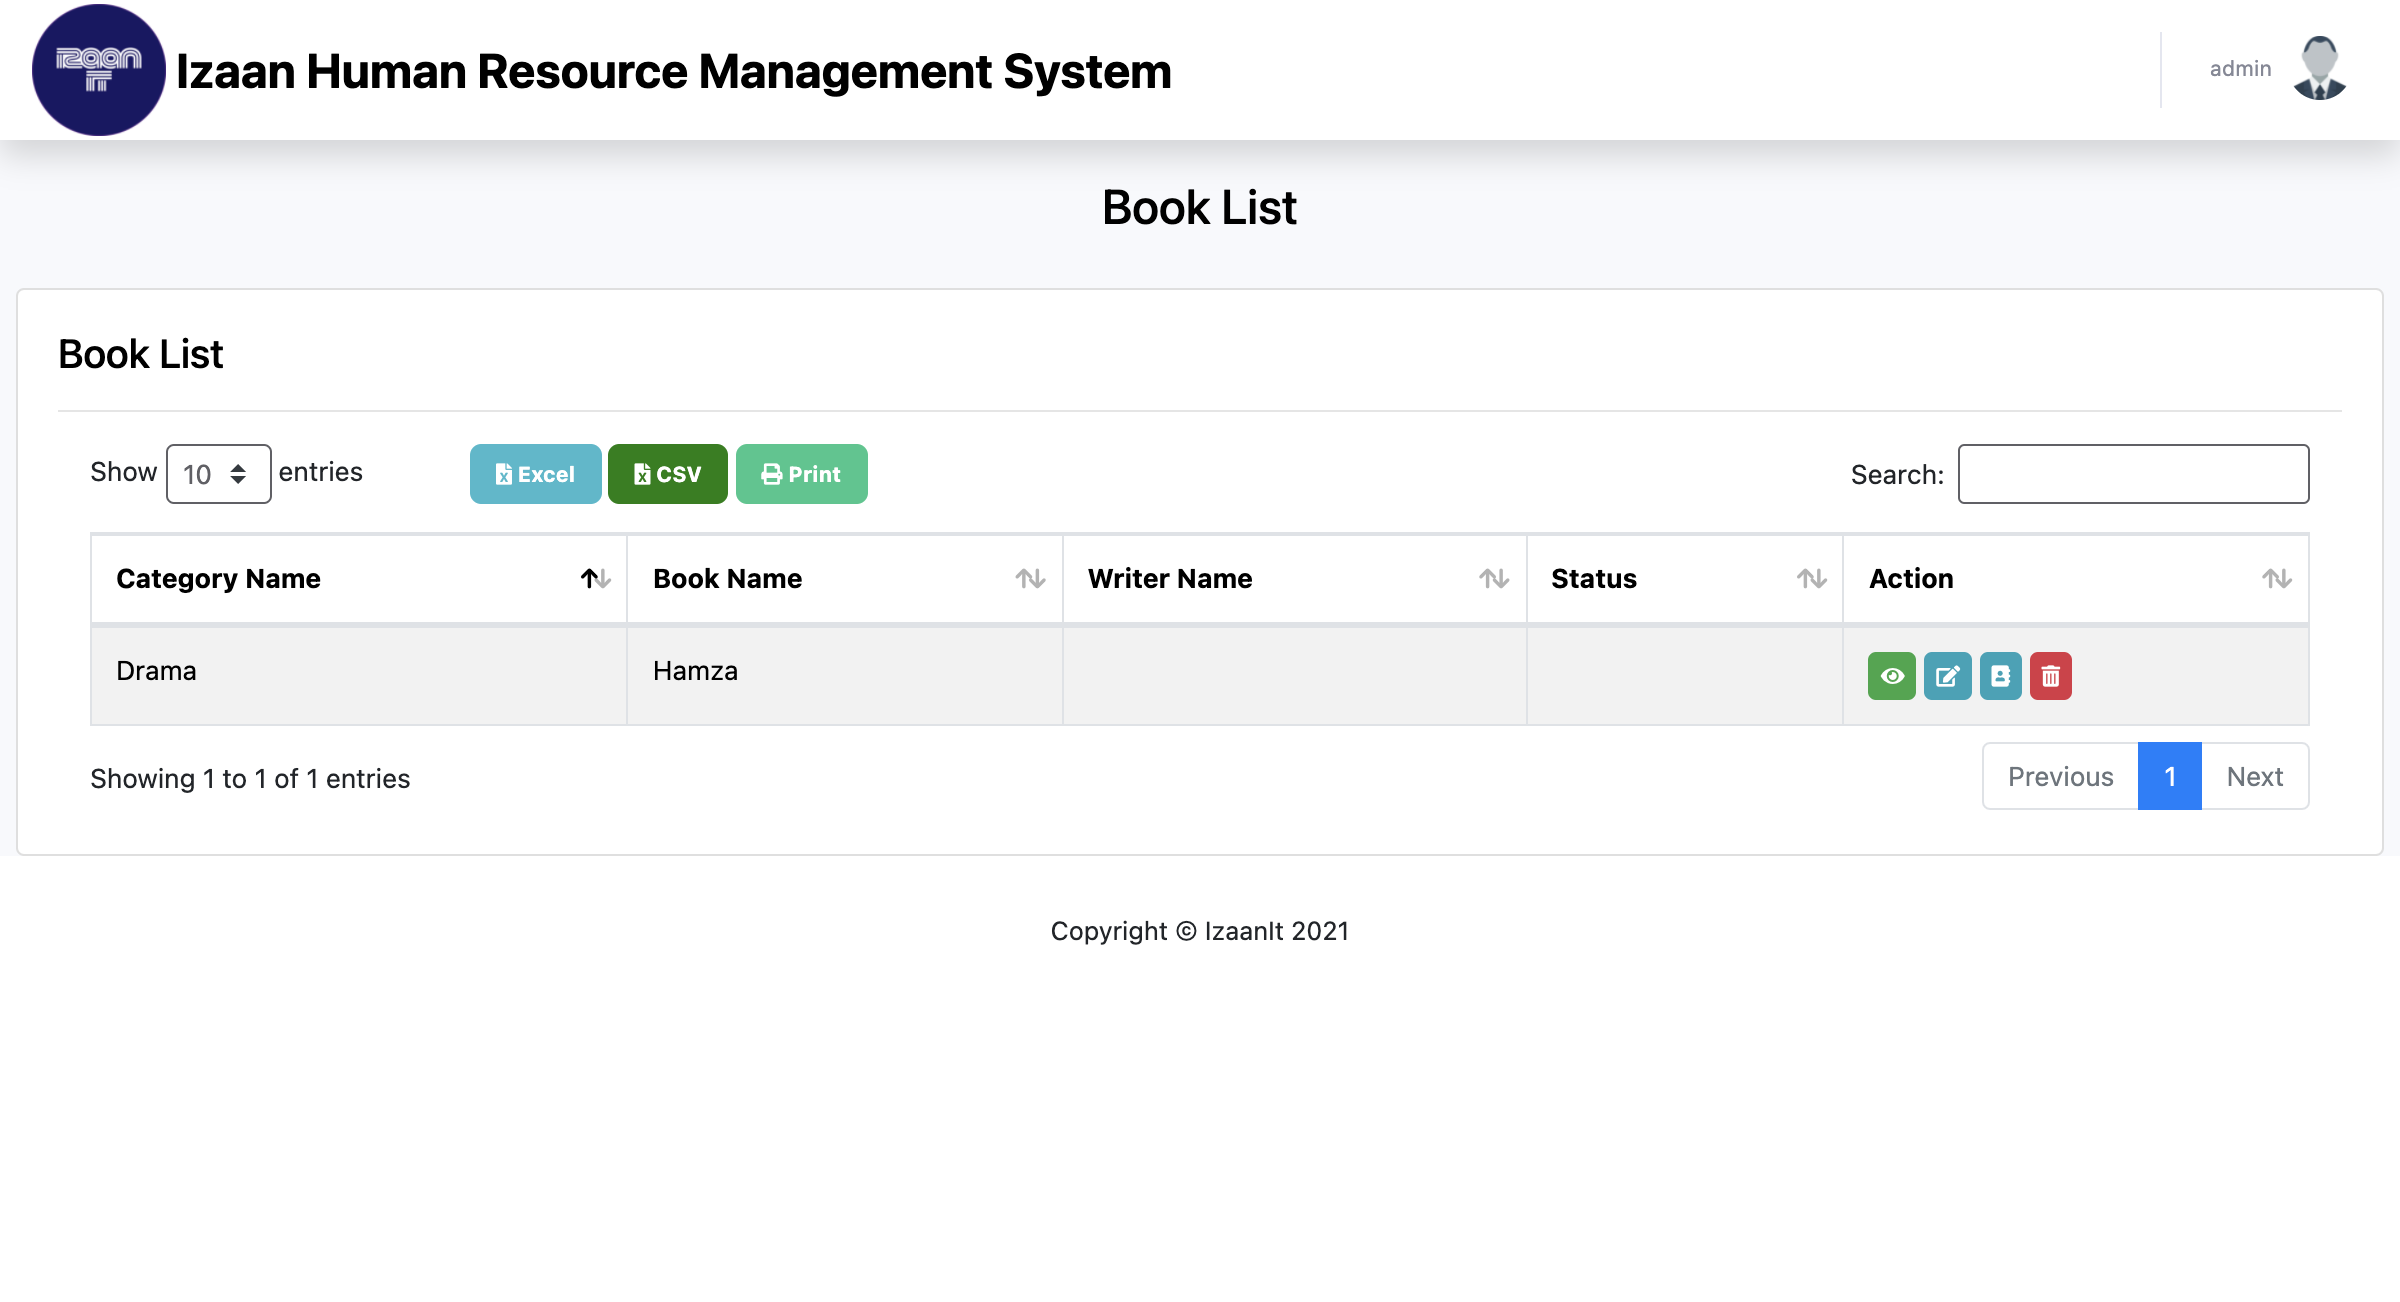 izaan
IT
Izaan Human Resource Management System
admin
Book List
Book List
Show 10 entries
Excel
CSV
Print
Search:
Category Name
Book Name
Writer Name
Status
Action
Drama
Hamza
Showing 1 to 1 of 1 entries
Previous
1
Next
Copyright © IzaanIt 2021